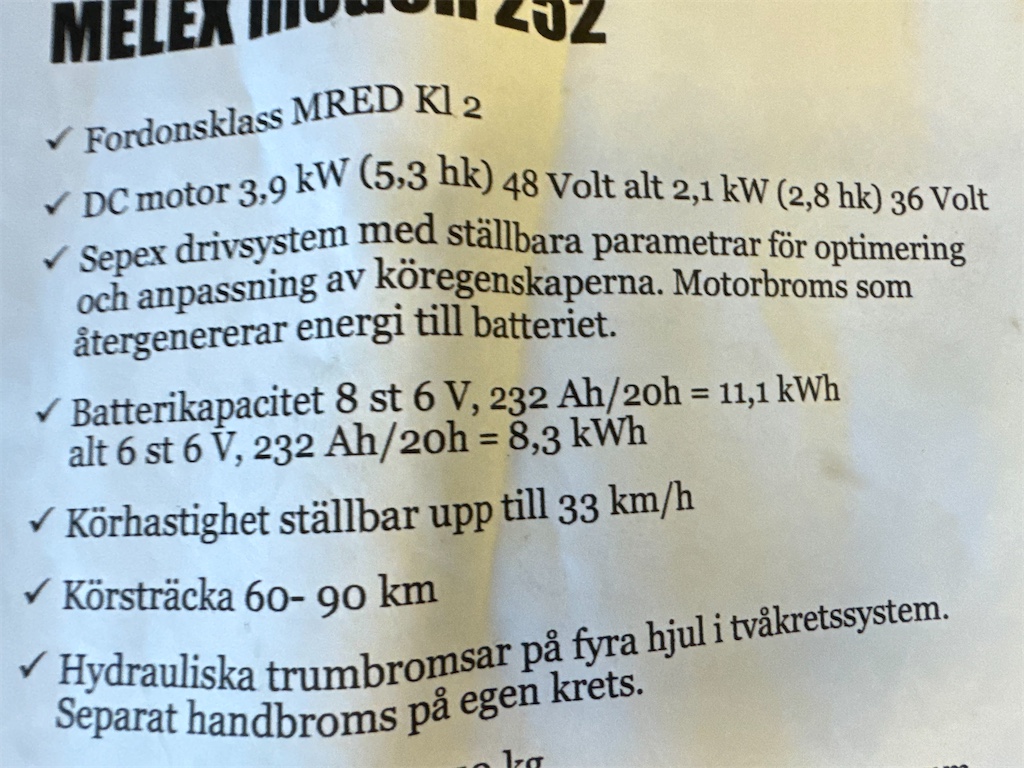 MELEX modell 252
✓ Fordonsklass MRED Kl 2
✓ DC motor 3,9 kW (5,3 hk) 48 Volt alt 2,1 kW (2,8 hk) 36 Volt
✓ Sepex drivsystem med ställbara parametrar för optimering
och anpassning av köregenskaperna. Motorbroms som
återgenererar energi till batteriet.
✓ Batterikapacitet 8 st 6 V, 232 Ah/20h = 11,1 kWh
alt 6 st 6 V, 232 Ah/20h = 8,3 kWh
✓ Körhastighet ställbar upp till 33 km/h
✓ Körsträcka 60- 90 km
✓ Hydrauliska trumbromsar på fyra hjul i tvåkretssystem.
Separat handbroms på egen krets.
kg